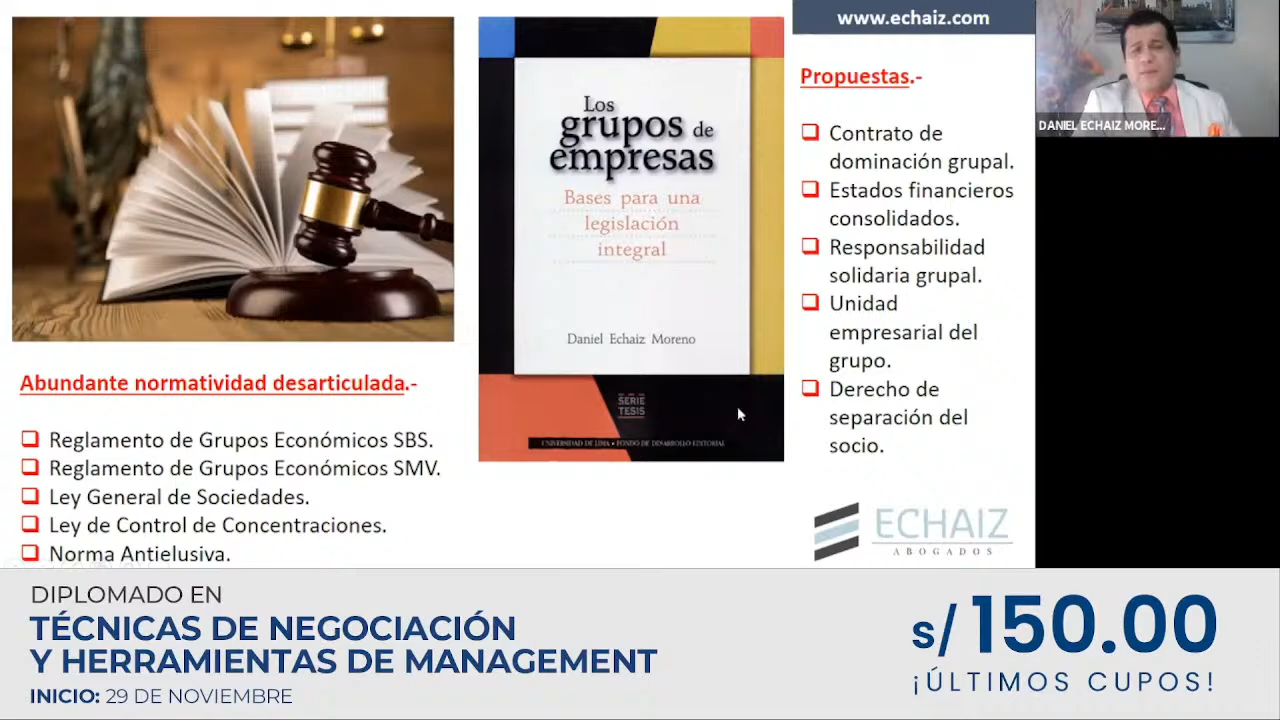 Abundante normatividad desarticulada.-
Reglamento de Grupos Económicos SBS.
Reglamento de Grupos Económicos SMV.
Ley General de Sociedades.
Ley de Control de Concentraciones.
Norma Antielusiva.
Los
grupos de
empresas
Bases para una
legislación
integral
Daniel Echaiz Moreno
SERIE
TESIS
UNIVERSIDAD DE LIMA • FONDO DE DESARROLLO EDITORIAL
www.echaiz.com
Propuestas.-
Contrato de
dominación grupal.
Estados financieros
consolidados.
Responsabilidad
solidaria grupal.
Unidad
empresarial del
grupo.
Derecho de
separación del
socio.
ECHAIZ
ABOGADOS
DANIEL ECHAIZ MORE...
DIPLOMADO EN
TÉCNICAS DE NEGOCIACIÓN
Y HERRAMIENTAS DE MANAGEMENT
INICIO: 29 DE NOVIEMBRE
s/150.00
¡ÚLTIMOS CUPOS!